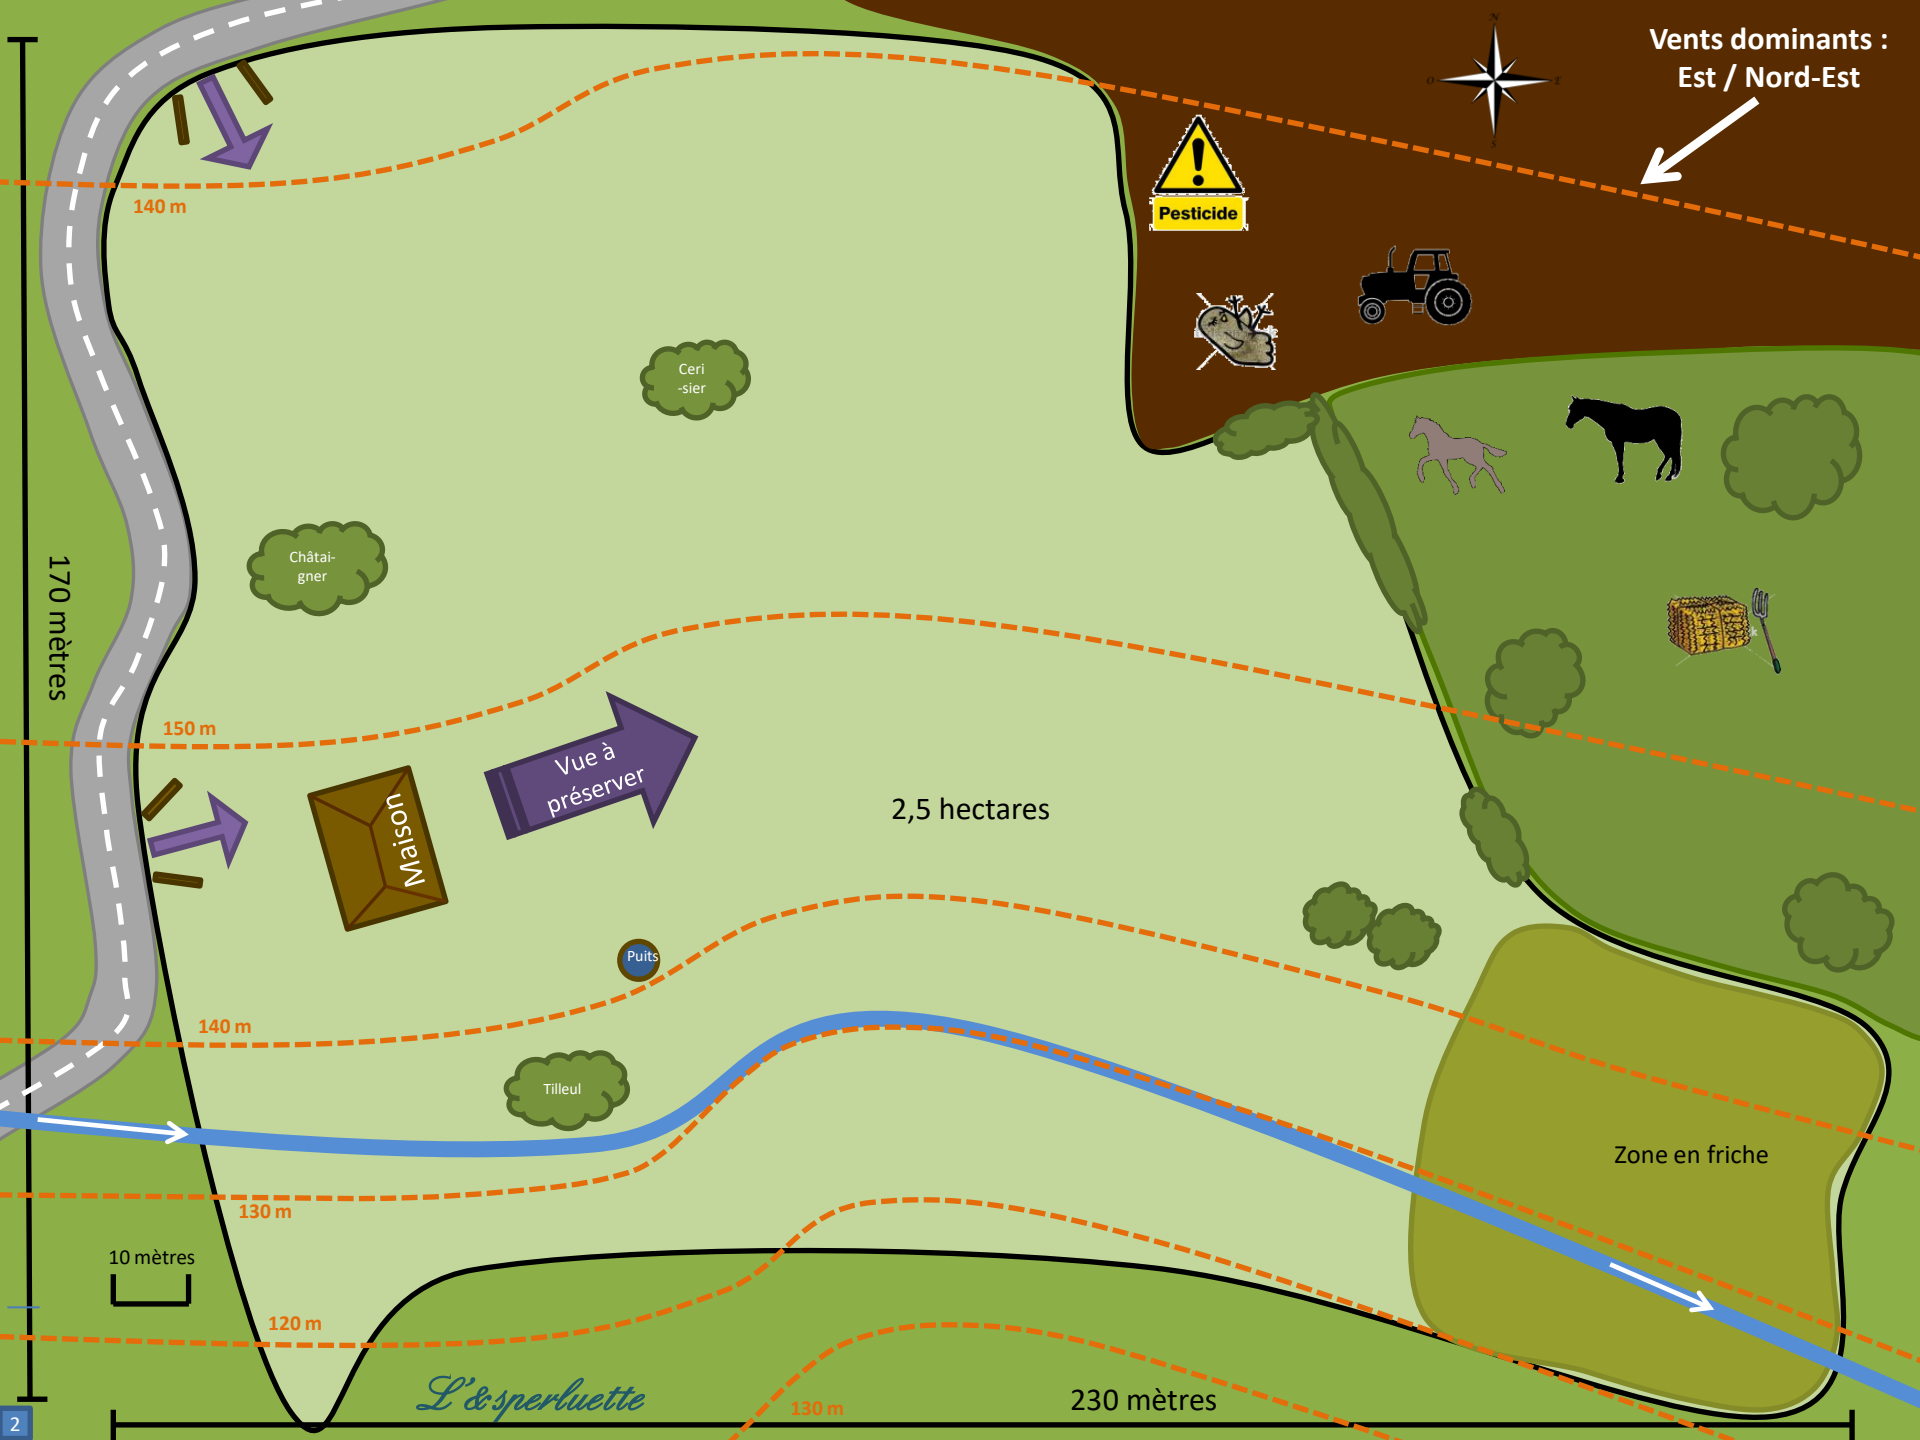 Vents dominants :
Est / Nord-Est
N
O
E
S
Pesticide
140 m
Ceri
-sier
Châtai-
gner
170 mètres
150 m
Vue à
préserver
Maison
2,5 hectares
Puits
140 m
Tilleul
Zone en friche
130 m
10 mètres
120 m
L'&sperluette
230 mètres
130 m
2